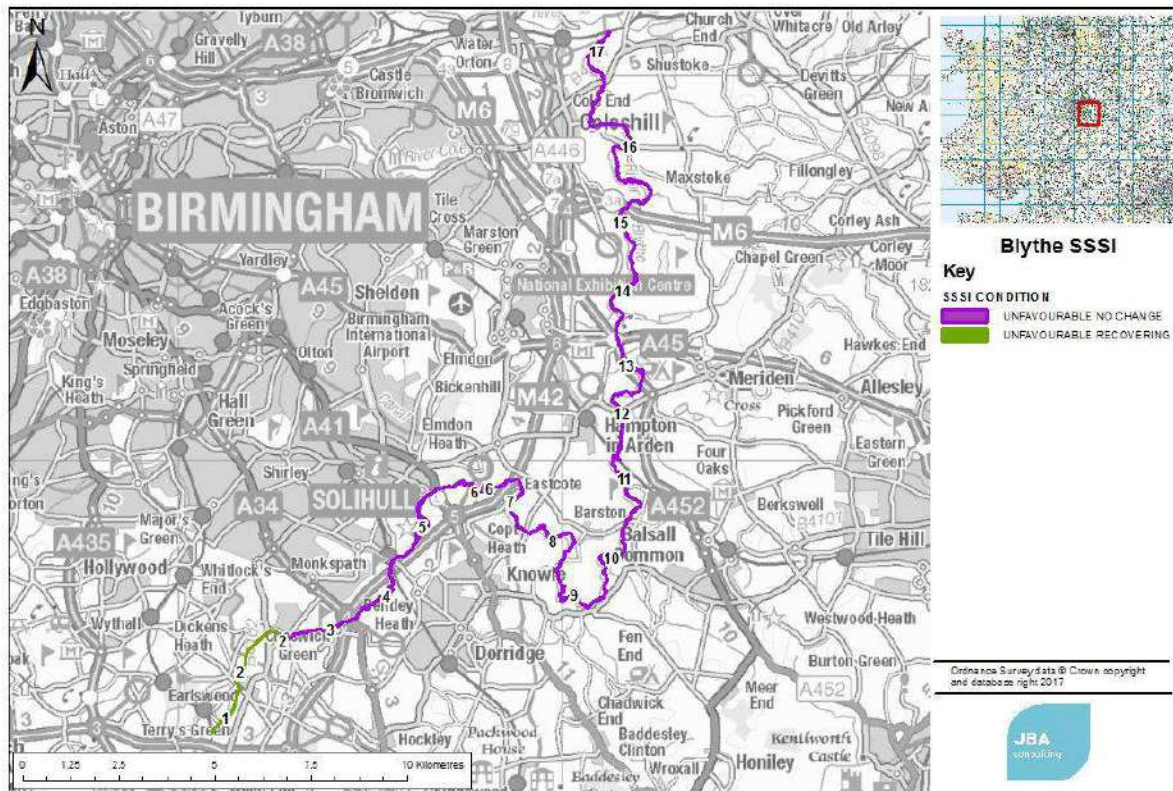 N
Tyburn
Gravelly
Hill
A38
Water
Orton
Castle
Bromwich
Church
End
Over
Whitacre
Old Arley
Shustoke
Devitts
Green
Aston
A47
M6
A446
Coleshill
River Cole
Maxstoke
Fillongley
Corley Ash
Corley
Moor
M6
Chapel Green
BIRMINGHAM
Tile
Cross
Marston
Green
Yardley
A38
Edgbaston
A45
Sheldon
Acock's
Green
Birmingham
International
Airport
National Exhibition Centre
Moseley
Springfield
Olton
Elmdon
A45
Hawkes End
King's
Heath
Hall
Green
Bickenhill
Meriden
Cross
Allesley
M42
Pickford
Green
A41
Elmdon
Heath
Hampton
in Arden
Eastern
Green
Shirley
Four
Oaks
A34
SOLIHULL
Eastcote
Barston
A452
Berkswell
Major's
Green
A435
Hollywood
Whitlock's
End
Monkspath
Copt
Heath
Balsall
Common
Tile Hill
Knowle
Wythall
Dickens
Heath
Bentley
Heath
Westwood Heath
Dorridge
Fen
End
Burton Green
Earlswood
Terry's Green
Chadwick
End
Meer
End
A452
Hockley
Packwood
House
Baddesley
Clinton
Wroxall
Honiley
Kenilworth
Castle
Baddesley
1
2
2
3
4
5
6
6
7
8
9
10
11
12
13
14
15
16
17
0 1.25 2.5 5 7.5 10 Kilometres
Blythe SSSI
Key
SSSI CONDITION
UNFAVOURABLE NO CHANGE
UNFAVOURABLE RECOVERING
Ordnance Survey data © Crown copyright
and database right 2017
JBA
consulting